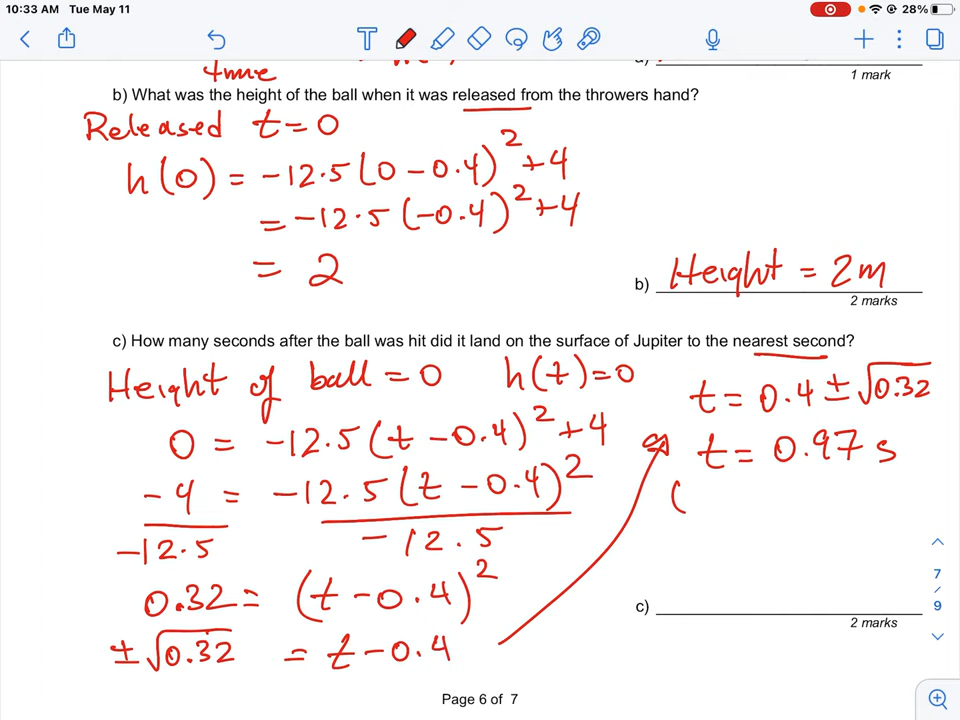 10:33 AM Tue May 11 28%
T
time
a)
1 mark
b) What was the height of the ball when it was released from the throwers hand?
Released t=0
h(0) = -12.5(0-0.4)² +4
= -12.5(-0.4)² +4
= 2
b) Height = 2m
2 marks
c) How many seconds after the ball was hit did it land on the surface of Jupiter to the nearest second?
Height of ball = 0 h(t)=0
0 = -12.5(t-0.4)² +4
-4 = -12.5(t-0.4)²
-12.5 -12.5
0.32 = (t-0.4)²
±√0.32 = t-0.4
t = 0.4 ± √0.32
t = 0.97 s
(
c)
2 marks
7
/
9
Page 6 of 7